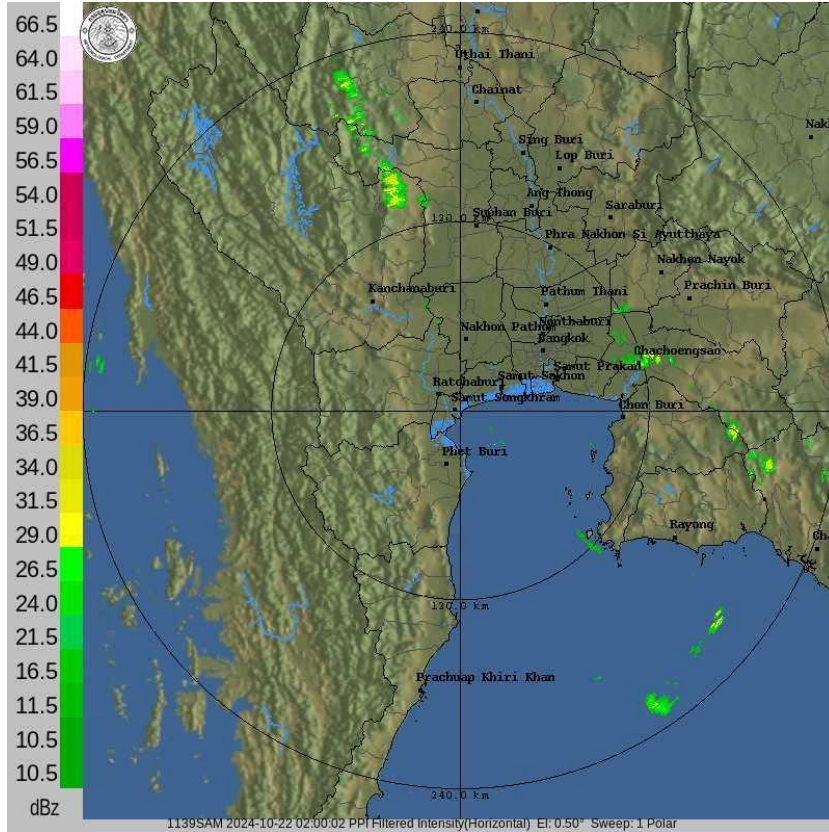 66.5
64.0
61.5
59.0
56.5
54.0
51.5
49.0
46.5
44.0
41.5
39.0
36.5
34.0
31.5
29.0
26.5
24.0
21.5
16.5
11.5
10.5
10.5
dBz
240.0 km
Uthai Thani
Chainat
Nak
Sing Buri
Lop Buri
Ang Thong
Saraburi
120.0 km
Suphan Buri
Phra Nakhon Si Ayutthaya
Nakhon Nayok
Prachin Buri
Kanchanaburi
Pathum Thani
Nonthaburi
Nakhon Pathom
Bangkok
Chachoengsao
Samut Prakan
Samut Sakhon
Ratchaburi
Samut Songkhram
Chon Buri
Phet Buri
Rayong
Cha
120.0 km
Prachuap Khiri Khan
240.0 km
1139SAM 2024-10-22 02:00:02 PPI Filtered Intensity(Horizontal) El: 0.50° Sweep: 1 Polar